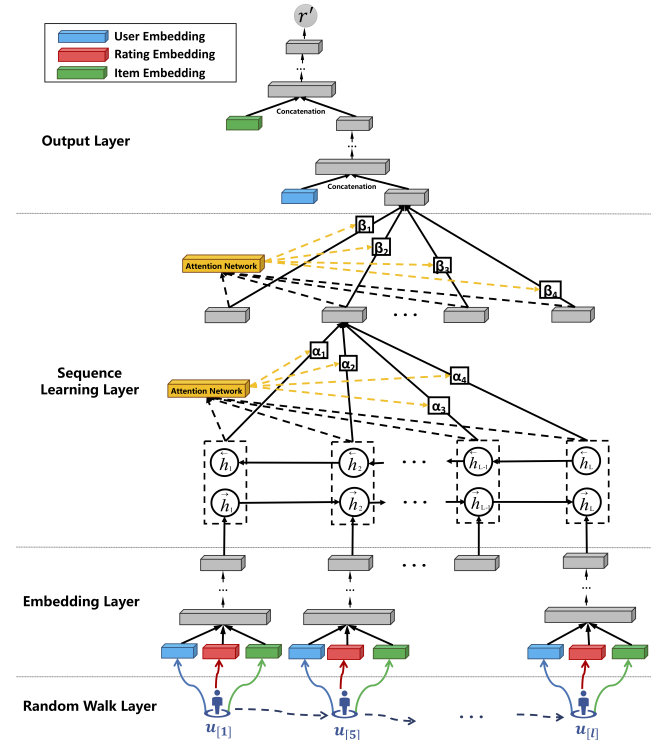 r'
User Embedding
Rating Embedding
Item Embedding
Concatenation
...
Output Layer
...
Concatenation
β1
β2
Attention Network
β3
β4
...
α1
α2
α4
Sequence
Learning Layer
Attention Network
α3
h1 h2 ... hL-1 hL
h1 h2 ... hL-1 hL
...
... ... ...
Embedding Layer
Random Walk Layer
u[1] u[5] ... u[l]